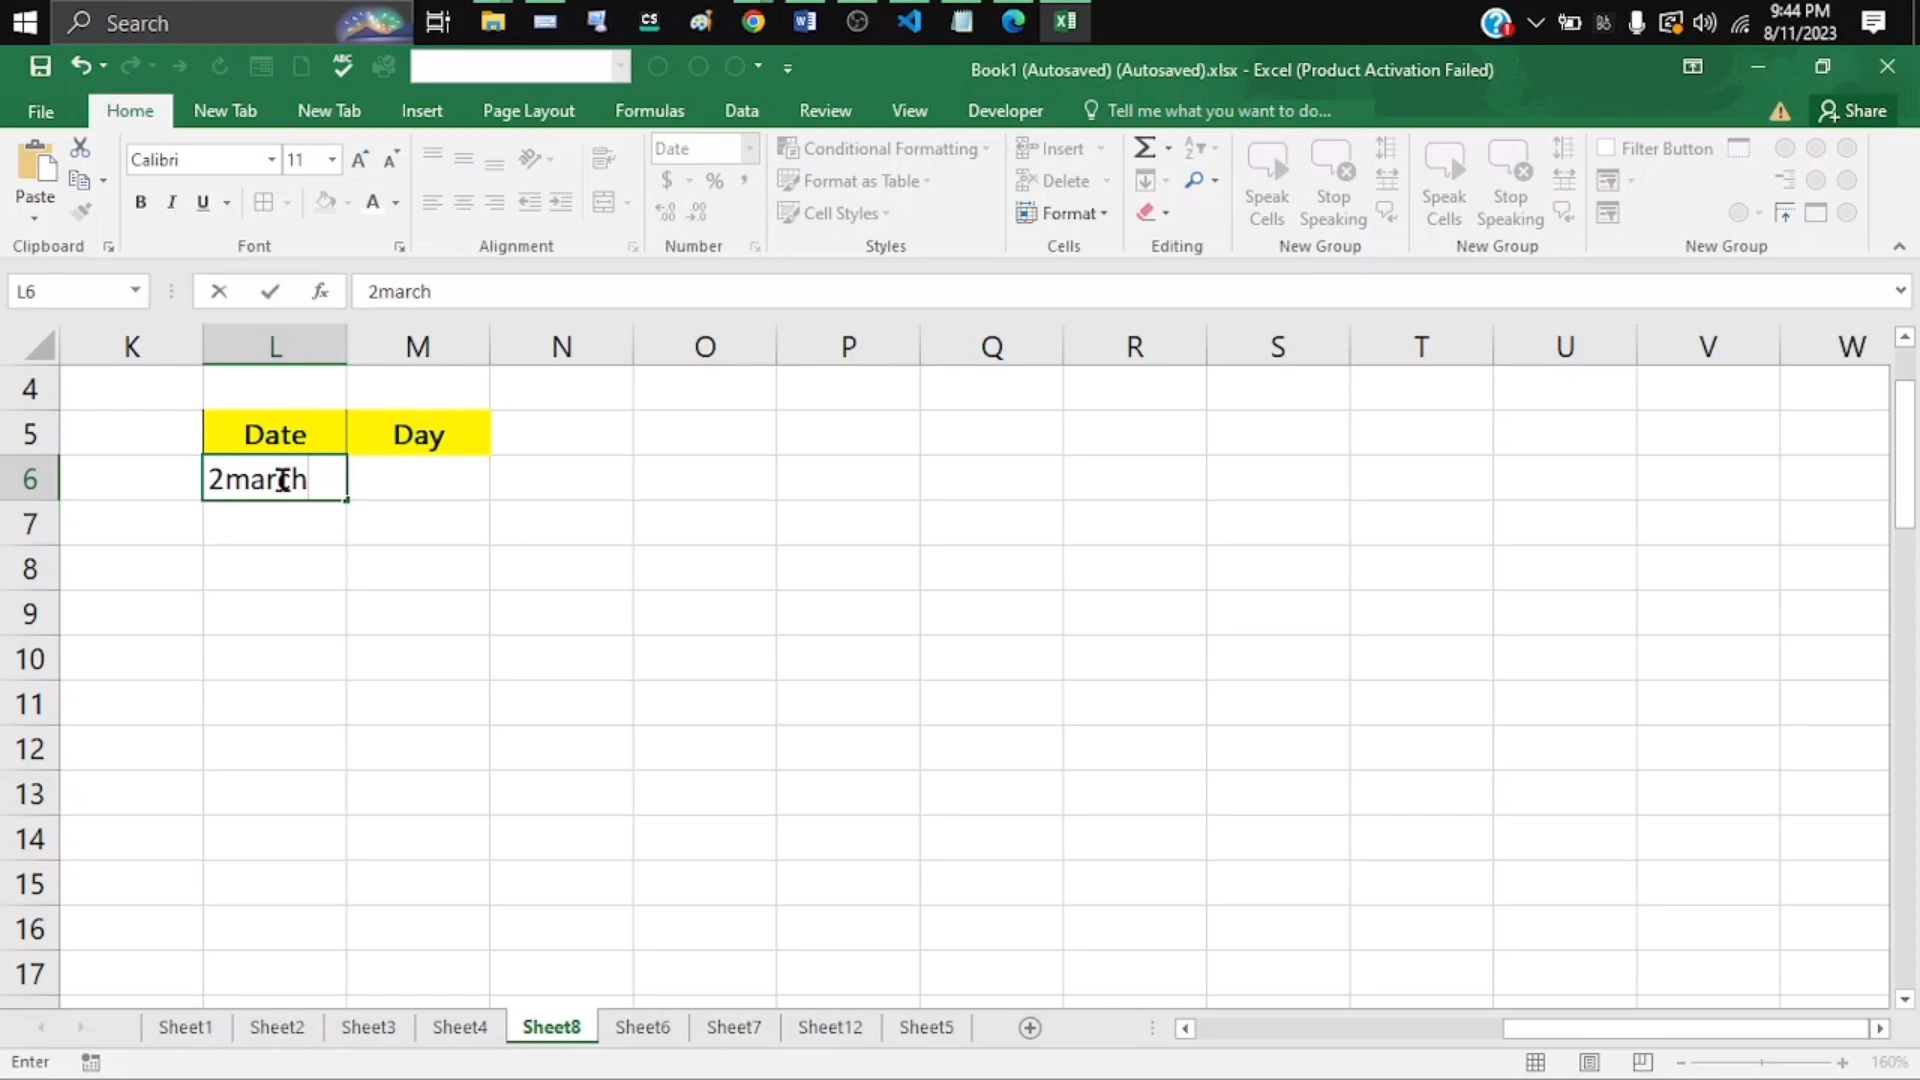 Search
9:44 PM
8/11/2023
Book1 (Autosaved) (Autosaved).xlsx - Excel (Product Activation Failed)
File Home New Tab New Tab Insert Page Layout Formulas Data Review View Developer Tell me what you want to do... Share
Paste
Calibri 11
B I U A
Date
$ % ,
Conditional Formatting
Format as Table
Cell Styles
Insert
Delete
Format
Speak Cells
Stop Speaking
Speak Cells
Stop Speaking
Filter Button
Clipboard Font Alignment Number Styles Cells Editing New Group New Group New Group
L6 fx 2march
K L M N O P Q R S T U V W
4
5 Date Day
6 2march
7
8
9
10
11
12
13
14
15
16
17
Sheet1 Sheet2 Sheet3 Sheet4 Sheet8 Sheet6 Sheet7 Sheet12 Sheet5
Enter 160%